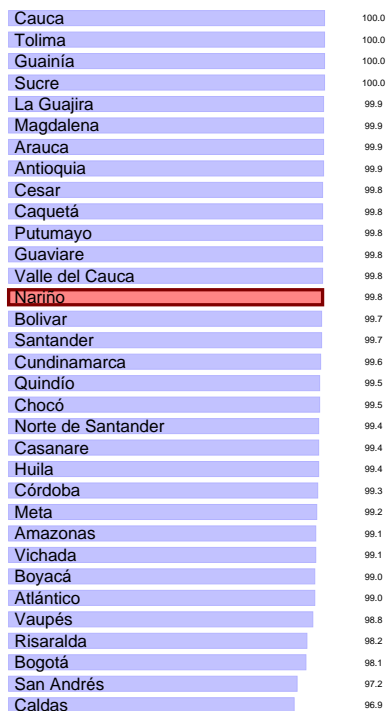 Cauca 100.0
Tolima 100.0
Guainía 100.0
Sucre 100.0
La Guajira 99.9
Magdalena 99.9
Arauca 99.9
Antioquia 99.9
Cesar 99.8
Caquetá 99.8
Putumayo 99.8
Guaviare 99.8
Valle del Cauca 99.8
Nariño 99.8
Bolivar 99.7
Santander 99.7
Cundinamarca 99.6
Quindío 99.5
Chocó 99.5
Norte de Santander 99.4
Casanare 99.4
Huila 99.4
Córdoba 99.3
Meta 99.2
Amazonas 99.1
Vichada 99.1
Boyacá 99.0
Atlántico 99.0
Vaupés 98.8
Risaralda 98.2
Bogotá 98.1
San Andrés 97.2
Caldas 96.9